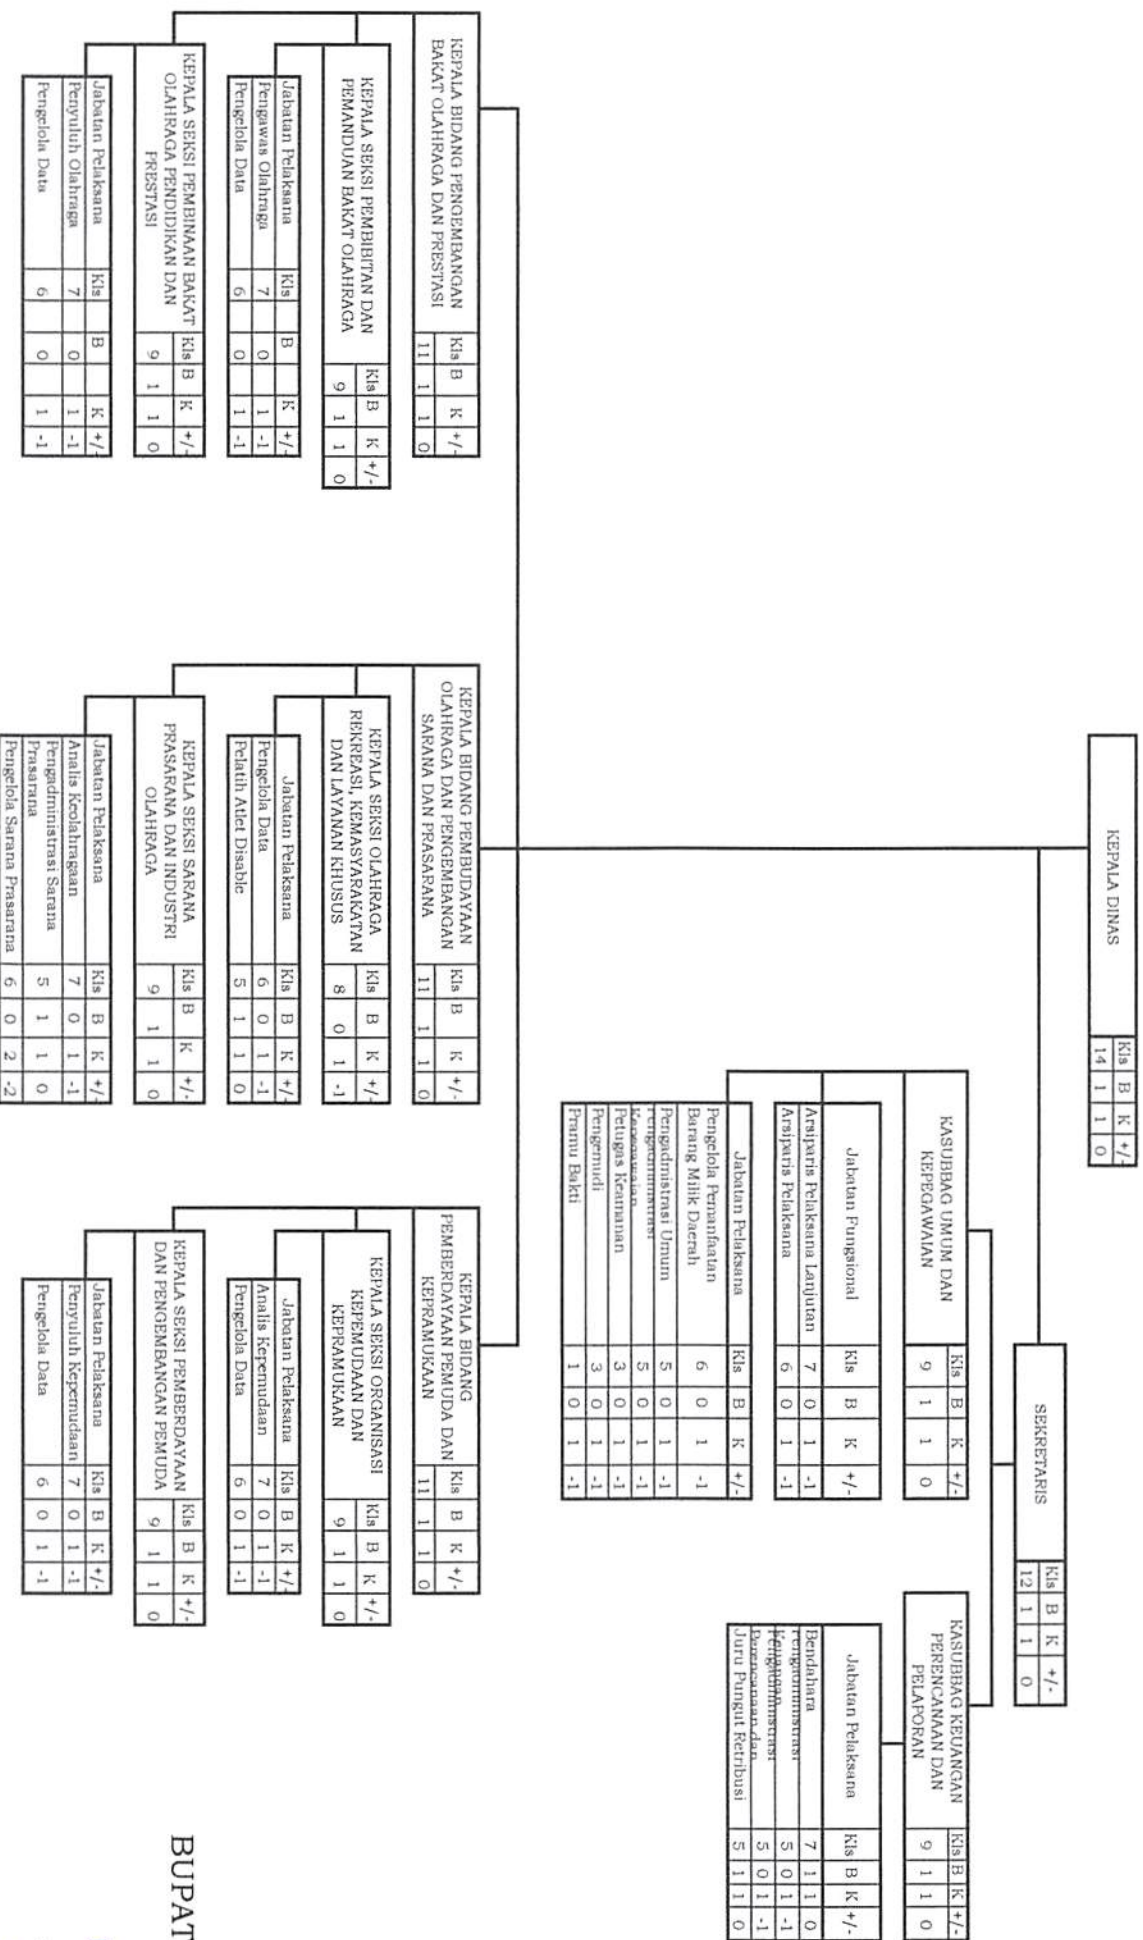 KEPALA DINAS
Kls B K +/-
14 1 1 0
SEKRETARIS
Kls B K +/-
12 1 1 0
KASUBBAG UMUM DAN
KEPEGAWAIAN
Kls B K +/-
9 1 1 0
Jabatan Fungsional Kls B K +/-
Arsiparis Pelaksana Lanjutan 7 0 1 -1
Arsiparis Pelaksana 6 0 1 -1
Jabatan Pelaksana Kls B K +/-
Pengelola Pemanfaatan
Barang Milik Daerah 6 0 1 -1
Pengadmistrasi Umum 5 0 1 -1
Pengadministrasi
Kepegawaian 5 0 1 -1
Petugas Keamanan 3 0 1 -1
Pengemudi 3 0 1 -1
Pramu Bakti 1 0 1 -1
KASUBBAG KEUANGAN
PERENCANAAN DAN
PELAPORAN
Kls B K +/-
9 1 1 0
Jabatan Pelaksana Kls B K +/-
Bendahara 7 1 1 0
Pengadministrasi
Keuangan 5 0 1 -1
Pengadministrasi
Perencanaan dan 5 0 1 -1
Juru Pungut Retribusi 5 1 1 0
KEPALA BIDANG PENGEMBANGAN
BAKAT OLAHRAGA DAN PRESTASI
Kls B K +/-
11 1 1 0
KEPALA SEKSI PEMBIBITAN DAN
PEMANDUAN BAKAT OLAHRAGA
Kls B K +/-
9 1 1 0
Jabatan Pelaksana Kls B K +/-
Pengawas Olahraga 7 0 1 -1
Pengelola Data 6 0 1 -1
KEPALA SEKSI PEMBINAAN BAKAT
OLAHRAGA PENDIDIKAN DAN
PRESTASI
Kls B K +/-
9 1 1 0
Jabatan Pelaksana Kls B K +/-
Penyuluh Olahraga 7 0 1 -1
Pengelola Data 6 0 1 -1
KEPALA BIDANG PEMBUDAYAAN
OLAHRAGA DAN PENGEMBANGAN
SARANA DAN PRASARANA
Kls B K +/-
11 1 1 0
KEPALA SEKSI OLAHRAGA
REKREASI, KEMASYARAKATAN
DAN LAYANAN KHUSUS
Kls B K +/-
8 0 1 -1
Jabatan Pelaksana Kls B K +/-
Pengelola Data 6 0 1 -1
Pelatih Atlet Disable 5 1 1 0
KEPALA SEKSI SARANA
PRASARANA DAN INDUSTRI
OLAHRAGA
Kls B K +/-
9 1 1 0
Jabatan Pelaksana Kls B K +/-
Analis Keolahragaan 7 0 1 -1
Pengadministrasi Sarana
Prasarana 5 1 1 0
Pengelola Sarana Prasarana 6 0 2 -2
KEPALA BIDANG
PEMBERDAYAAN PEMUDA DAN
KEPRAMUKAAN
Kls B K +/-
11 1 1 0
KEPALA SEKSI ORGANISASI
KEPEMUDAAN DAN
KEPRAMUKAAN
Kls B K +/-
9 1 1 0
Jabatan Pelaksana Kls B K +/-
Analis Kepemudaan 7 0 1 -1
Pengelola Data 6 0 1 -1
KEPALA SEKSI PEMBERDAYAAN
DAN PENGEMBANGAN PEMUDA
Kls B K +/-
9 1 1 0
Jabatan Pelaksana Kls B K +/-
Penyuluh Kepemudaan 7 0 1 -1
Pengelola Data 6 0 1 -1
BUPAT